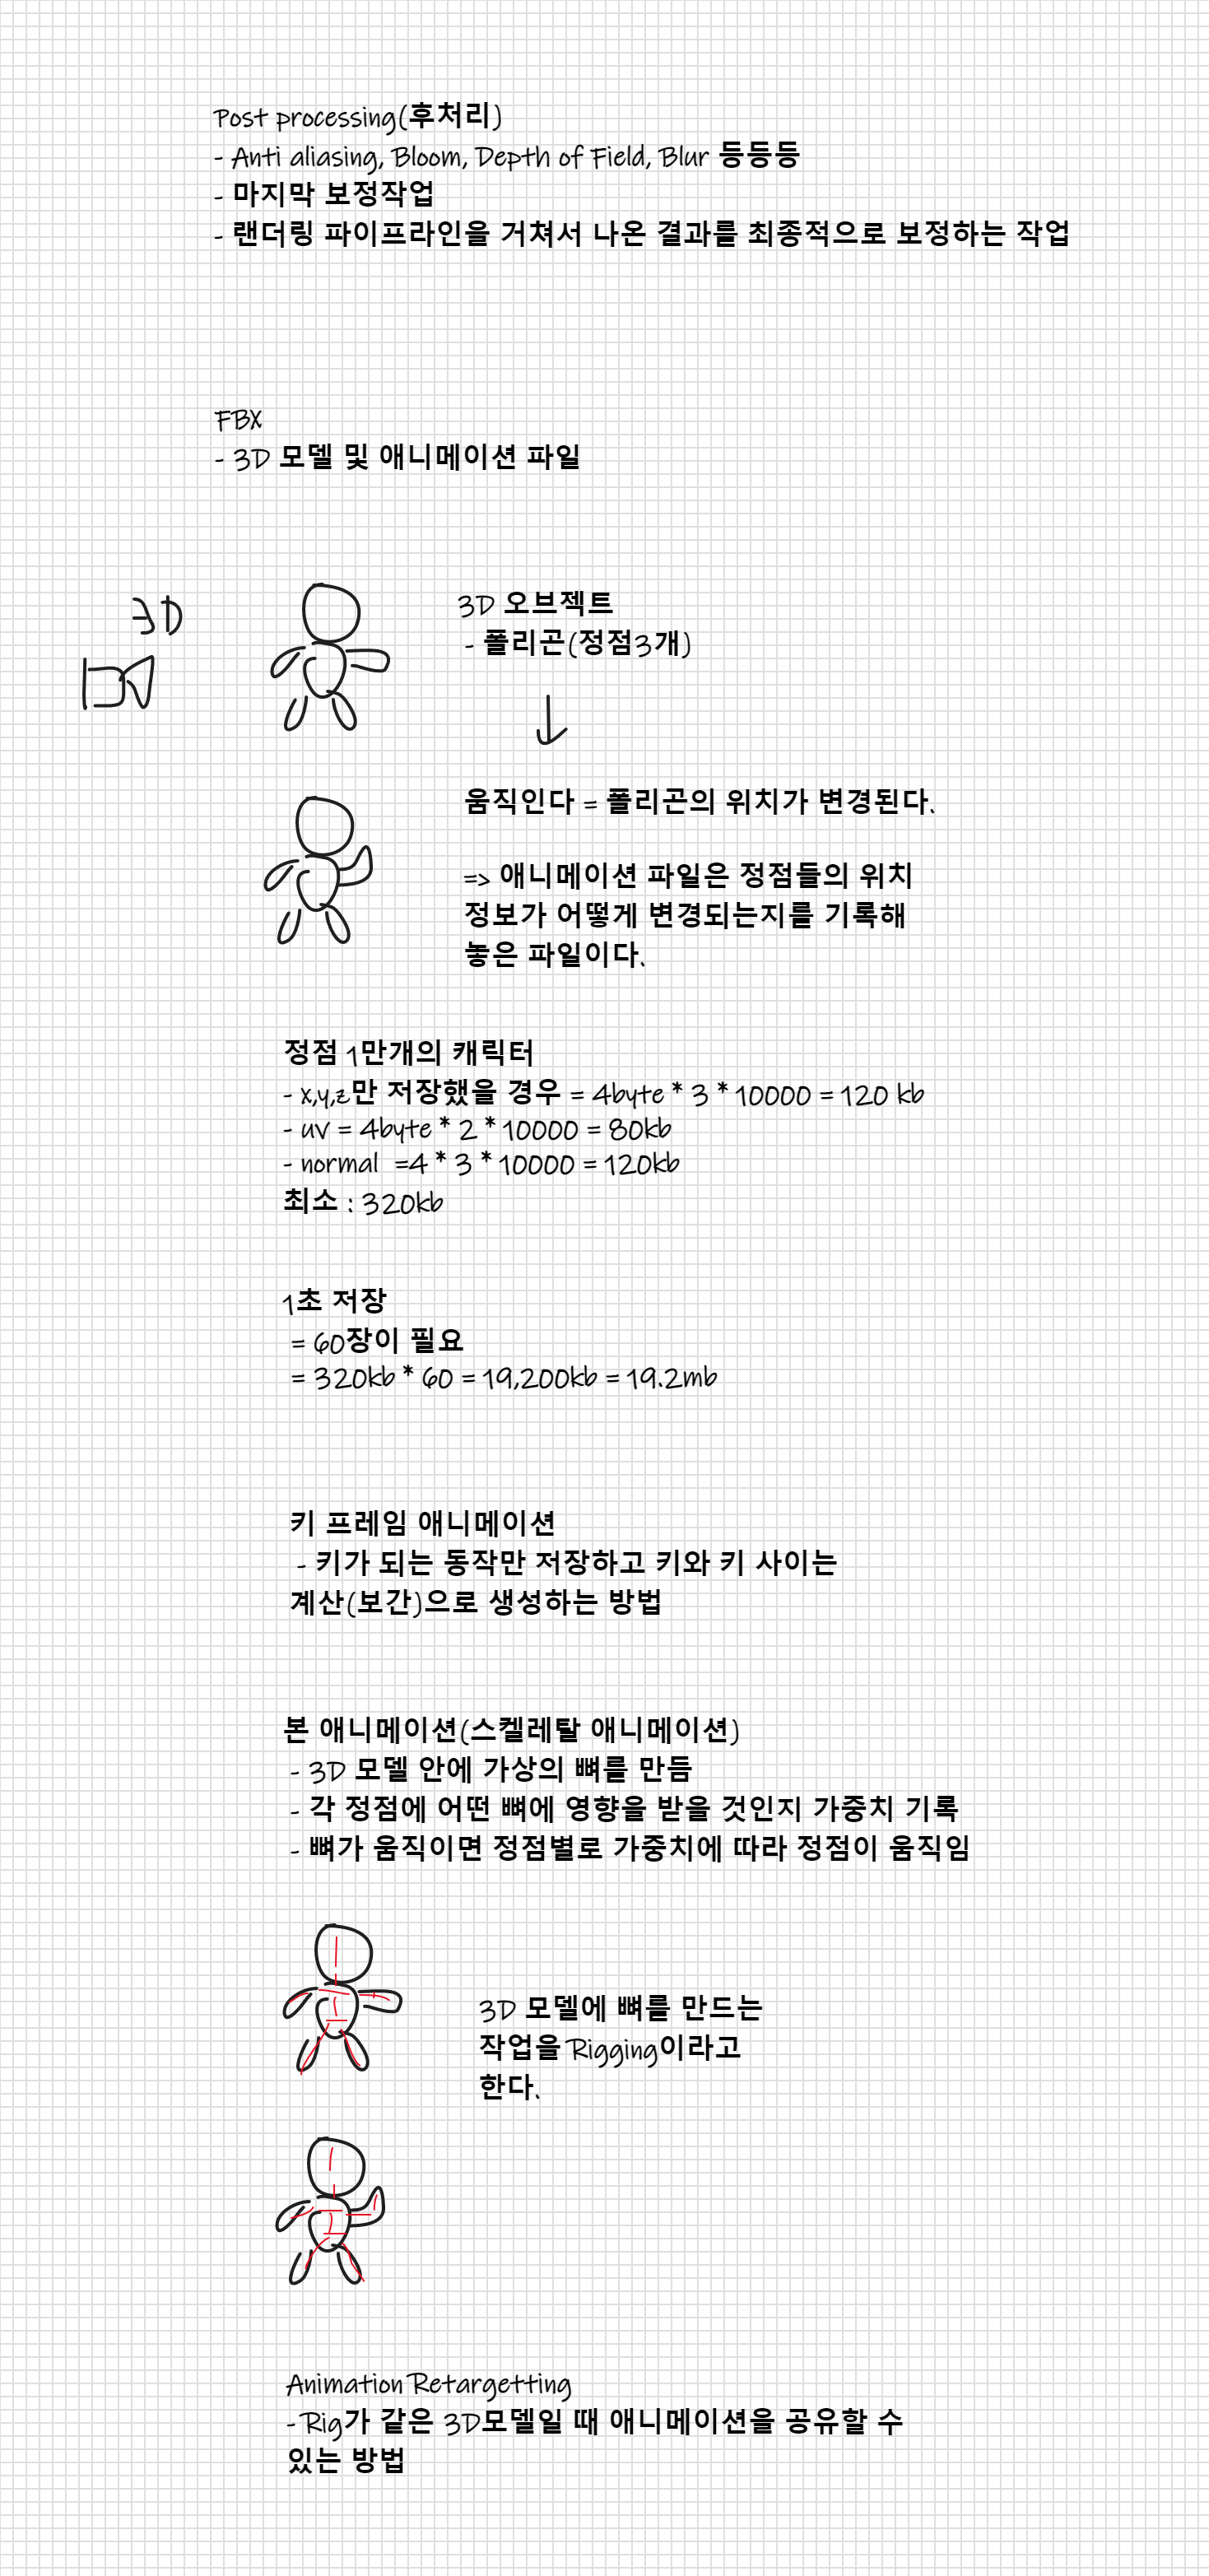 Post processing(후처리)
- Anti aliasing, Bloom, Depth of Field, Blur 등등등
- 마지막 보정작업
- 랜더링 파이프라인을 거쳐서 나온 결과를 최종적으로 보정하는 작업
FBX
- 3D 모델 및 애니메이션 파일
3D
3D 오브젝트
- 폴리곤(정점3개)
움직인다 = 폴리곤의 위치가 변경된다.
=> 애니메이션 파일은 정점들의 위치
정보가 어떻게 변경되는지를 기록해
놓은 파일이다.
정점 1만개의 캐릭터
- x,y,z만 저장했을 경우 = 4byte * 3 * 10000 = 120 kb
- uv = 4byte * 2 * 10000 = 80kb
- normal =4 * 3 * 10000 = 120kb
최소 : 320kb
1초 저장
= 60장이 필요
= 320kb * 60 = 19,200kb = 19.2mb
키 프레임 애니메이션
- 키가 되는 동작만 저장하고 키와 키 사이는
계산(보간)으로 생성하는 방법
본 애니메이션(스켈레탈 애니메이션)
- 3D 모델 안에 가상의 뼈를 만듬
- 각 정점에 어떤 뼈에 영향을 받을 것인지 가중치 기록
- 뼈가 움직이면 정점별로 가중치에 따라 정점이 움직임
3D 모델에 뼈를 만드는
작업을 Rigging이라고
한다.
Animation Retargetting
- Rig가 같은 3D모델일 때 애니메이션을 공유할 수
있는 방법